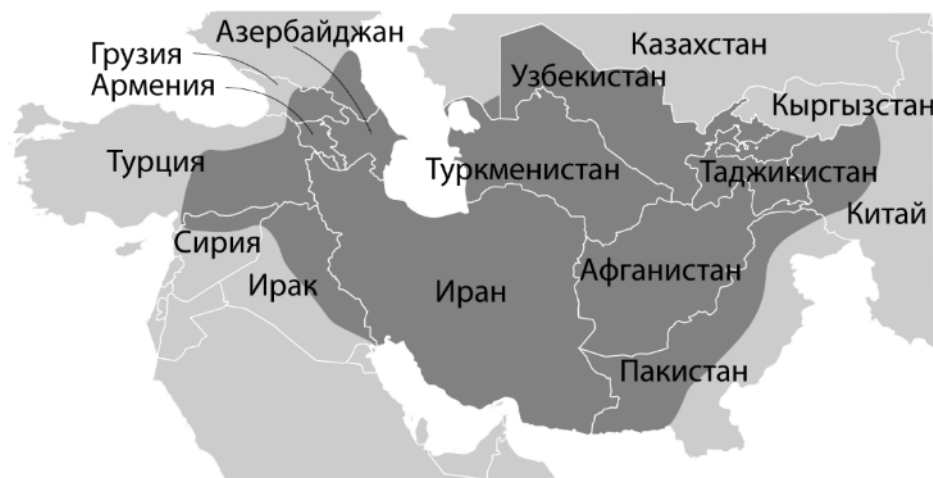 Азербайджан
Казахстан
Грузия
Узбекистан
Армения
Кыргызстан
Турция
Туркменистан
Таджикистан
Китай
Сирия
Афганистан
Ирак
Иран
Пакистан